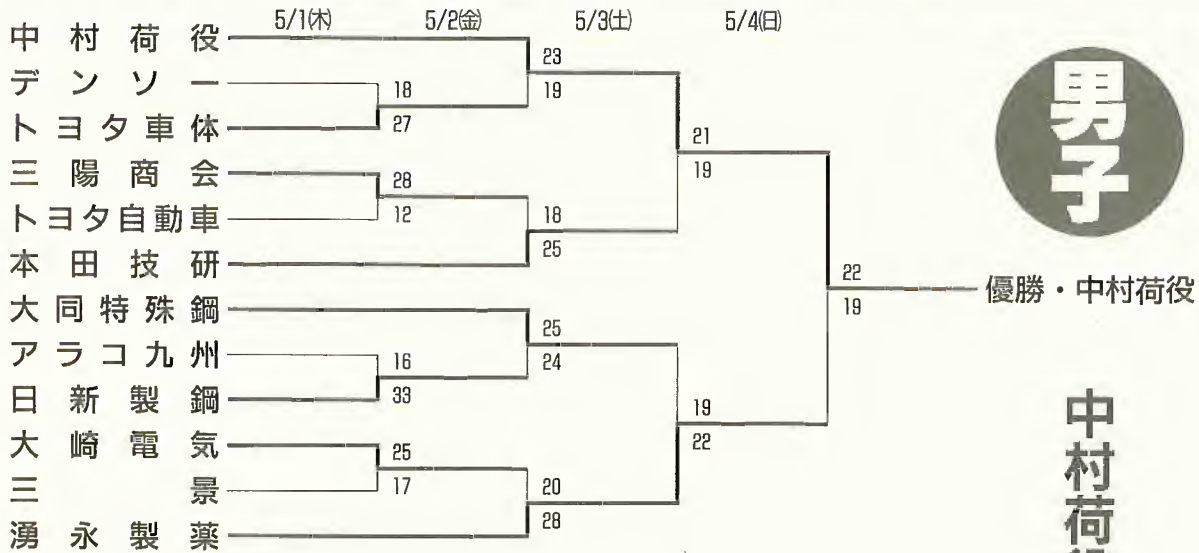 5/1(木) 5/2(金) 5/3(土) 5/4(日)
中村荷役
デンソー
トヨタ車体
三陽商会
トヨタ自動車
本田技研
大同特殊鋼
アラコ九州
日新製鋼
大崎電気
三景
湧永製薬
18
27
28
12
16
33
25
17
23
19
18
25
25
24
20
28
21
19
19
22
22
19
優勝・中村荷役
男子
中村荷